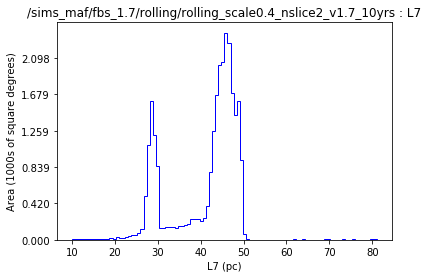 /sims_maf/fbs_1.7/rolling/rolling_scale0.4_nslice2_v1.7_10yrs : L7
Area (1000s of square degrees)
2.098
1.679
1.259
0.839
0.420
0.000
10 20 30 40 50 60 70 80
L7 (pc)